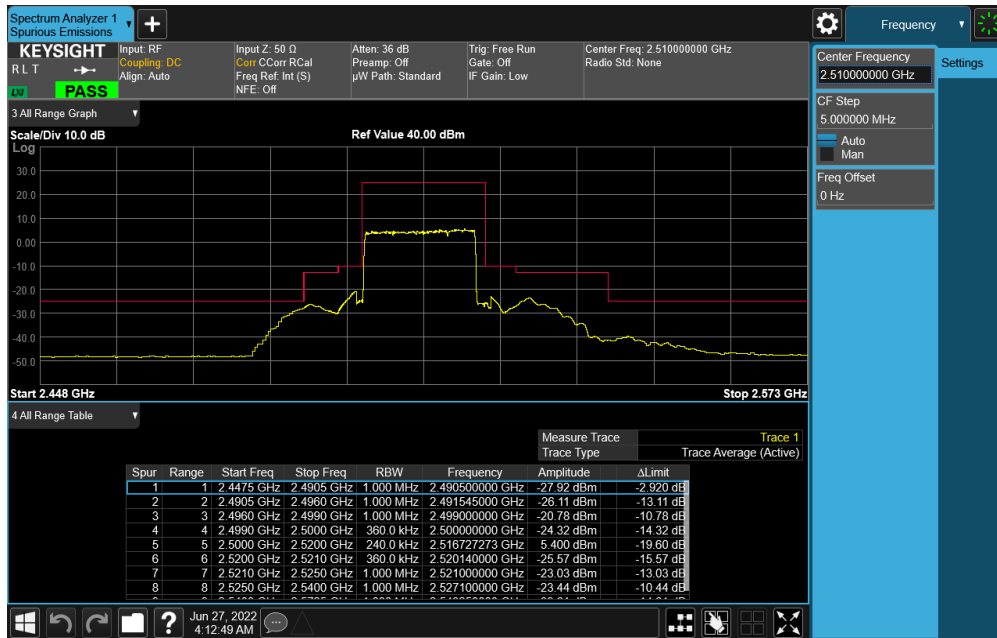 Spectrum Analyzer 1
Spurious Emissions
KEYSIGHT
R L T
LXI
PASS
Input: RF
Coupling: DC
Align: Auto
Input Z: 50 Ω
Corr CCorr RCal
Freq Ref: Int (S)
NFE: Off
Atten: 36 dB
Preamp: Off
µW Path: Standard
Trig: Free Run
Gate: Off
IF Gain: Low
Center Freq: 2.510000000 GHz
Radio Std: None
3 All Range Graph
Scale/Div 10.0 dB
Ref Value 40.00 dBm
Log
30.0
20.0
10.0
0.00
-10.0
-20.0
-30.0
-40.0
-50.0
Start 2.448 GHz
Stop 2.573 GHz
4 All Range Table
Measure Trace Trace 1
Trace Type Trace Average (Active)
Spur Range Start Freq Stop Freq RBW Frequency Amplitude ΔLimit
1 1 2.4475 GHz 2.4905 GHz 1.000 MHz 2.490500000 GHz -27.92 dBm -2.920 dB
2 2 2.4905 GHz 2.4960 GHz 1.000 MHz 2.491545000 GHz -26.11 dBm -13.11 dB
3 3 2.4960 GHz 2.4990 GHz 1.000 MHz 2.499000000 GHz -20.78 dBm -10.78 dB
4 4 2.4990 GHz 2.5000 GHz 360.0 kHz 2.500000000 GHz -24.32 dBm -14.32 dB
5 5 2.5000 GHz 2.5200 GHz 240.0 kHz 2.516727273 GHz 5.400 dBm -19.60 dB
6 6 2.5200 GHz 2.5210 GHz 360.0 kHz 2.520140000 GHz -25.57 dBm -15.57 dB
7 7 2.5210 GHz 2.5250 GHz 1.000 MHz 2.521000000 GHz -23.03 dBm -13.03 dB
8 8 2.5250 GHz 2.5400 GHz 1.000 MHz 2.527100000 GHz -23.44 dBm -10.44 dB
Jun 27, 2022
4:12:49 AM
Frequency
Center Frequency
2.510000000 GHz
Settings
CF Step
5.000000 MHz
Auto
Man
Freq Offset
0 Hz